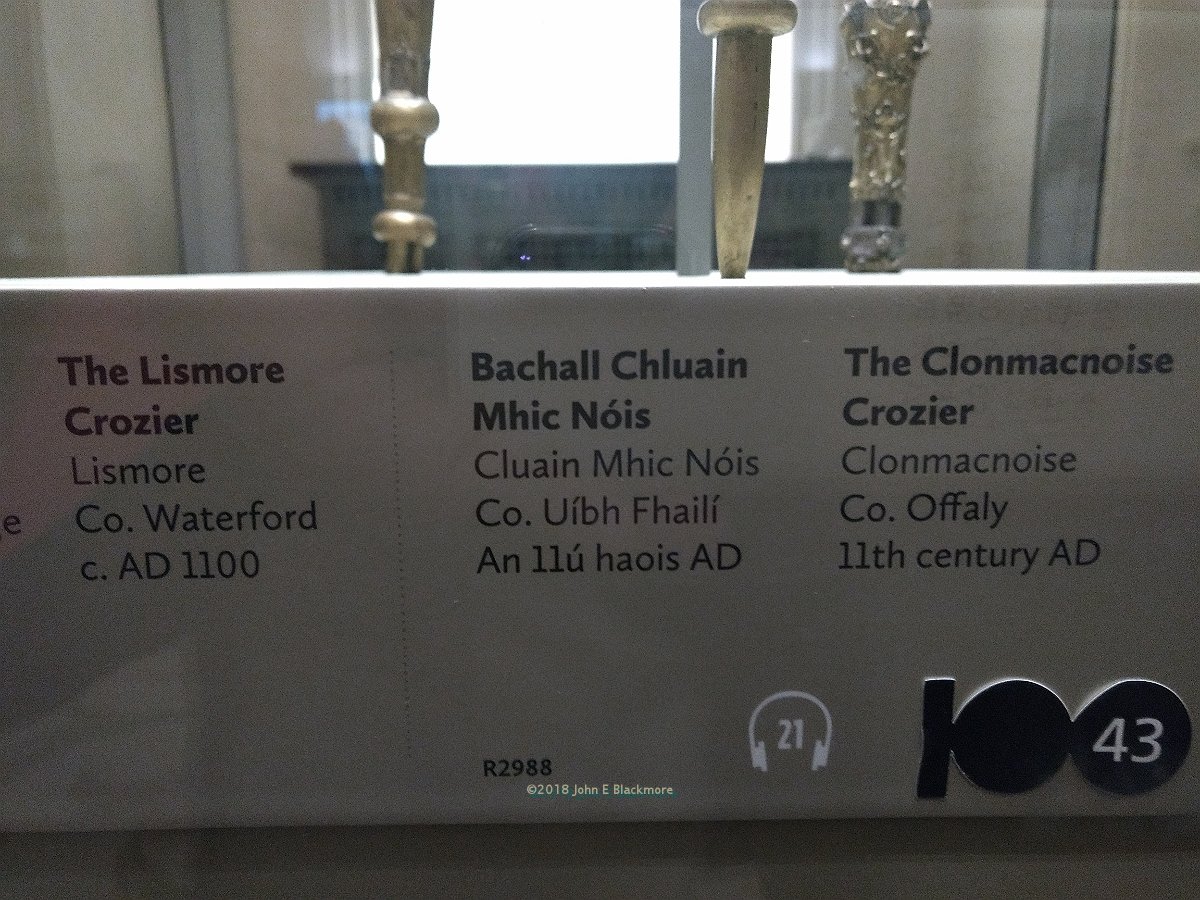 The Lismore
Crozier
Lismore
Co. Waterford
c. AD 1100
Bachall Chluain
Mhic Nóis
Cluain Mhic Nóis
Co. Uíbh Fhailí
An 11ú haois AD
R2988
The Clonmacnoise
Crozier
Clonmacnoise
Co. Offaly
11th century AD
21
100
43
©2018 John E Blackmore